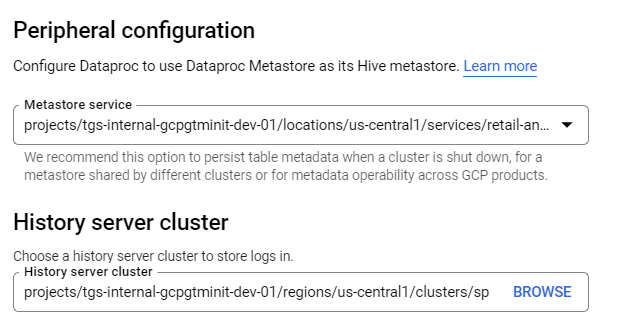 Peripheral configuration
Configure Dataproc to use Dataproc Metastore as its Hive metastore. Learn more
Metastore service
projects/tgs-internal-gcpgtminit-dev-01/locations/us-central1/services/retail-an...
We recommend this option to persist table metadata when a cluster is shut down, for a
metastore shared by different clusters or for metadata operability across GCP products.
History server cluster
Choose a history server cluster to store logs in.
History server cluster
projects/tgs-internal-gcpgtminit-dev-01/regions/us-central1/clusters/sp BROWSE